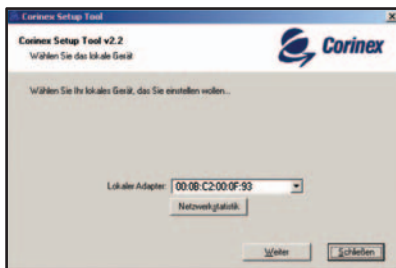 Corinex Setup Tool
Corinex Setup Tool v2.2
Wählen Sie das lokale Gerät
Corinex
Wählen Sie Ihr lokales Gerät, das Sie einstellen wollen...
Lokaler Adapter: 00:0B:C2:00:0F:93
Netzwerkstatistik
Weiter
Schließen